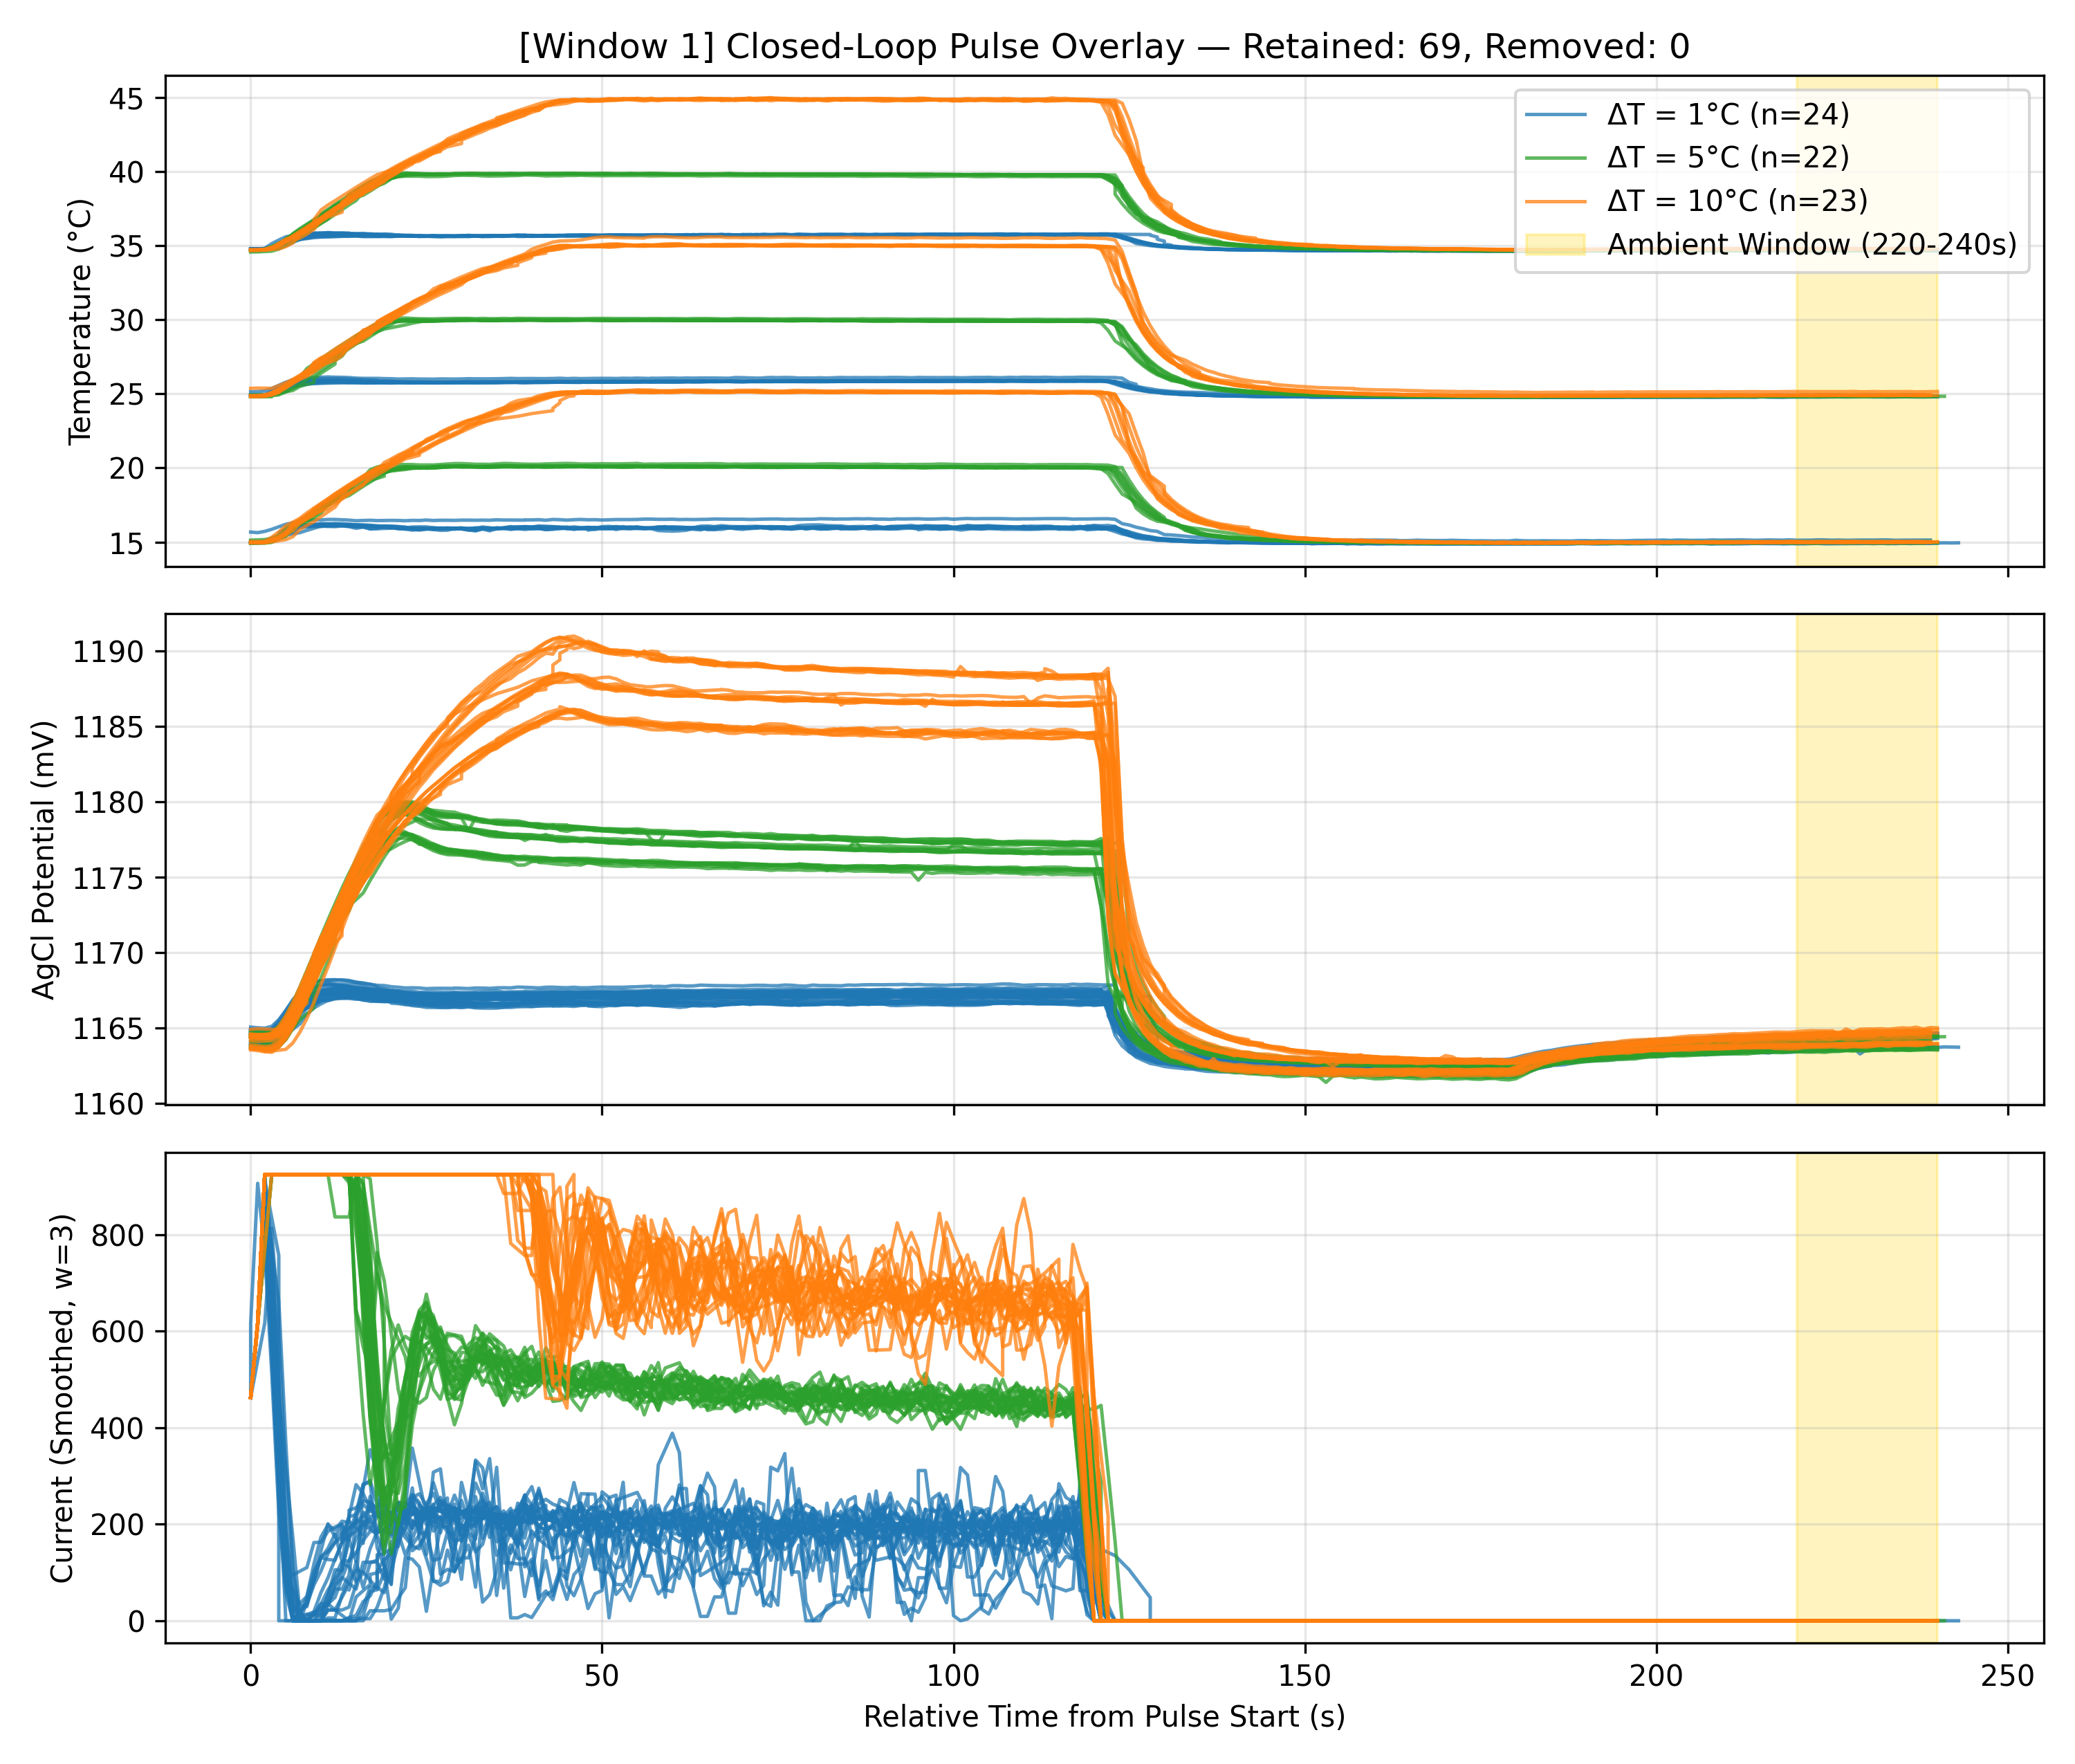 [Window 1] Closed-Loop Pulse Overlay — Retained: 69, Removed: 0
Temperature (°C)
45
40
35
30
25
20
15
ΔT = 1°C (n=24)
ΔT = 5°C (n=22)
ΔT = 10°C (n=23)
Ambient Window (220-240s)
AgCl Potential (mV)
1190
1185
1180
1175
1170
1165
1160
Current (Smoothed, w=3)
800
600
400
200
0
0 50 100 150 200 250
Relative Time from Pulse Start (s)